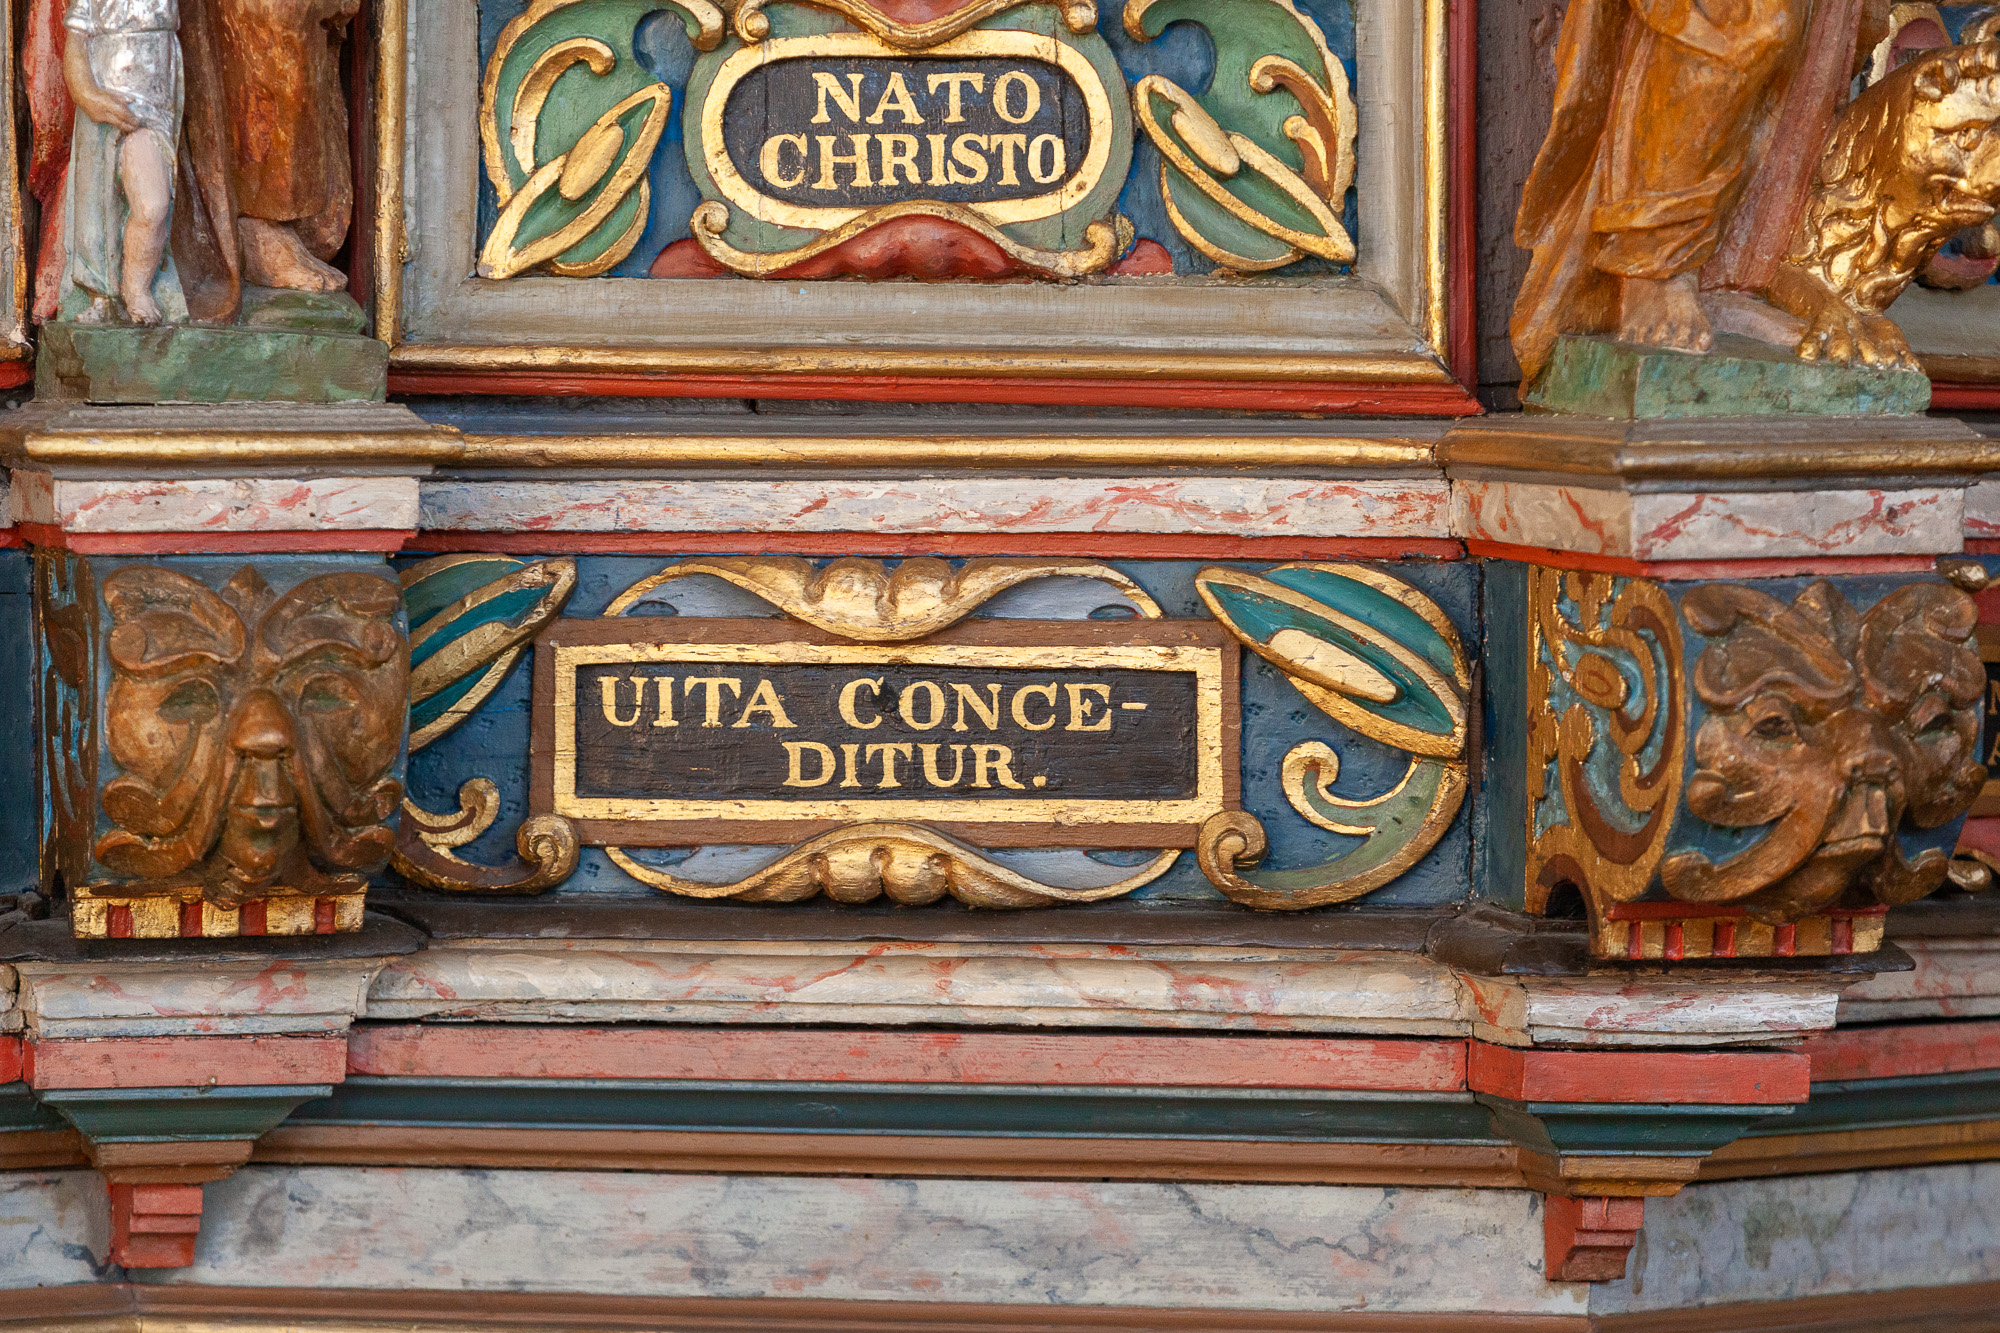 NATO
CHRISTO
UITA CONCE-
DITUR.